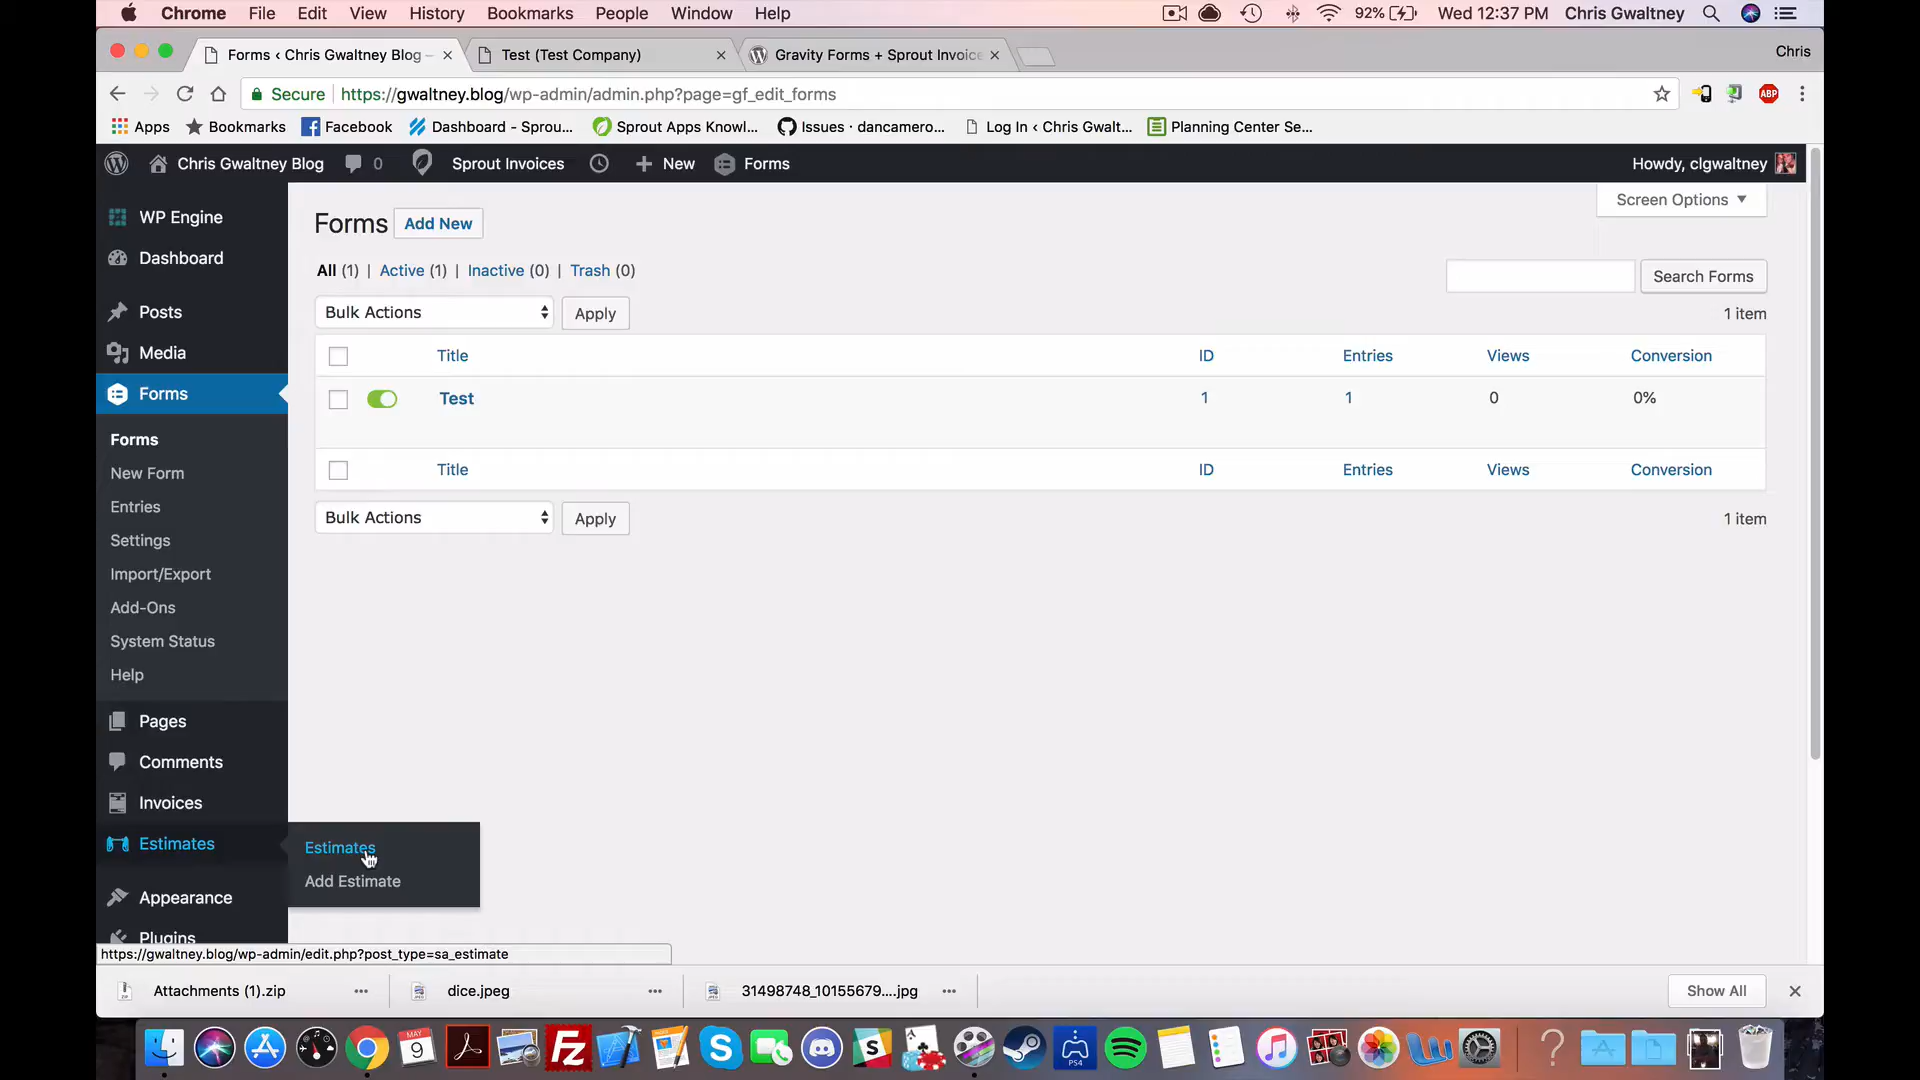 Chrome File Edit View History Bookmarks People Window Help 92% Wed 12:37 PM Chris Gwaltney
Forms ‹ Chris Gwaltney Blog — Test (Test Company) Gravity Forms + Sprout Invoic Chris
Secure https://gwaltney.blog/wp-admin/admin.php?page=gf_edit_forms ABP
Apps Bookmarks Facebook Dashboard - Sprou... Sprout Apps Knowl... Issues · dancamero... Log In ‹ Chris Gwalt... Planning Center Se...
Chris Gwaltney Blog 0 Sprout Invoices New Forms Howdy, clgwaltney
Screen Options
WP Engine
Dashboard
Posts
Media
Forms
Forms
New Form
Entries
Settings
Import/Export
Add-Ons
System Status
Help
Pages
Comments
Invoices
Estimates
Appearance
Plugins
Estimates
Add Estimate
Forms Add New
All (1) | Active (1) | Inactive (0) | Trash (0)
Search Forms
Bulk Actions Apply 1 item
Title ID Entries Views Conversion
Test 1 1 0 0%
Title ID Entries Views Conversion
Bulk Actions Apply 1 item
https://gwaltney.blog/wp-admin/edit.php?post_type=sa_estimate
Attachments (1).zip dice.jpeg 31498748_10155679....jpg Show All
MAY
9
PS4